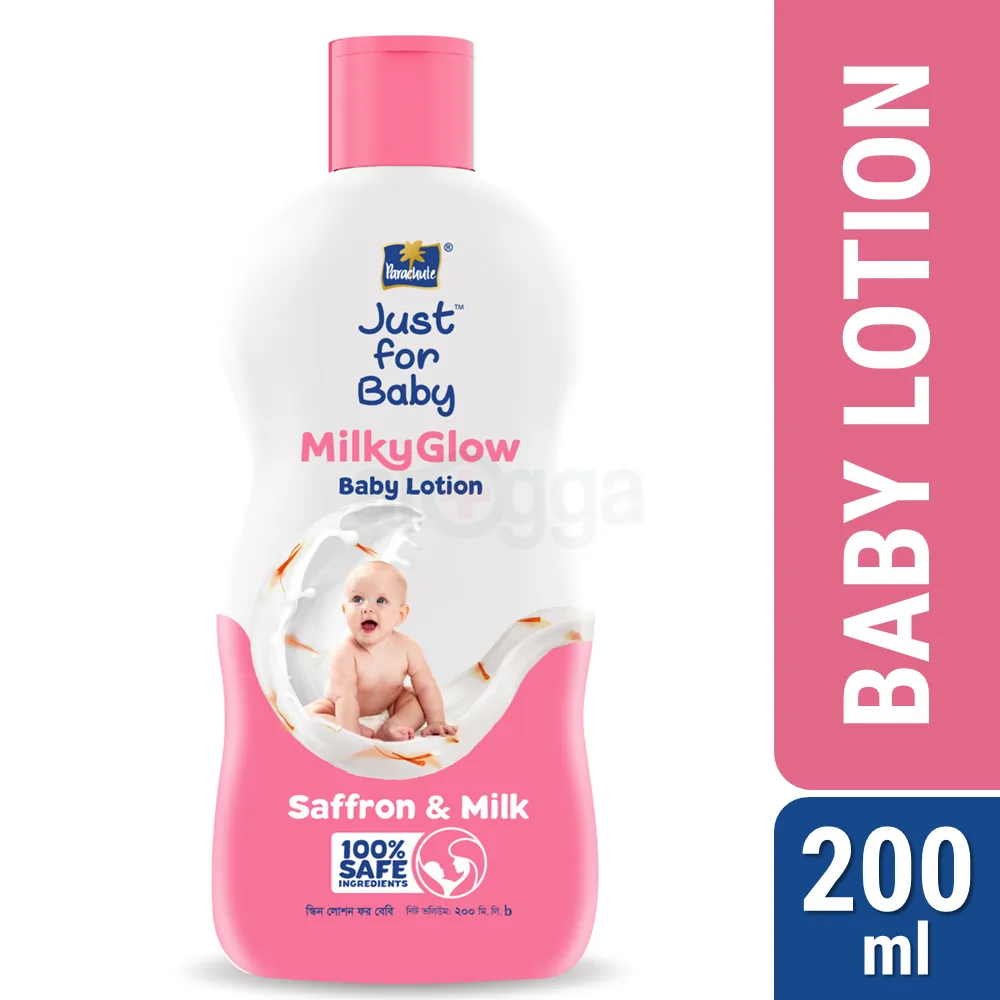 Parachute®
Just™
for
Baby
MilkyGlow
Baby Lotion
arogga
Saffron & Milk
100%
SAFE
INGREDIENTS
স্কিন লোশন ফর বেবি নিট ভলিউম: ২০০ মি. লি. b
BABY LOTION
200
ml